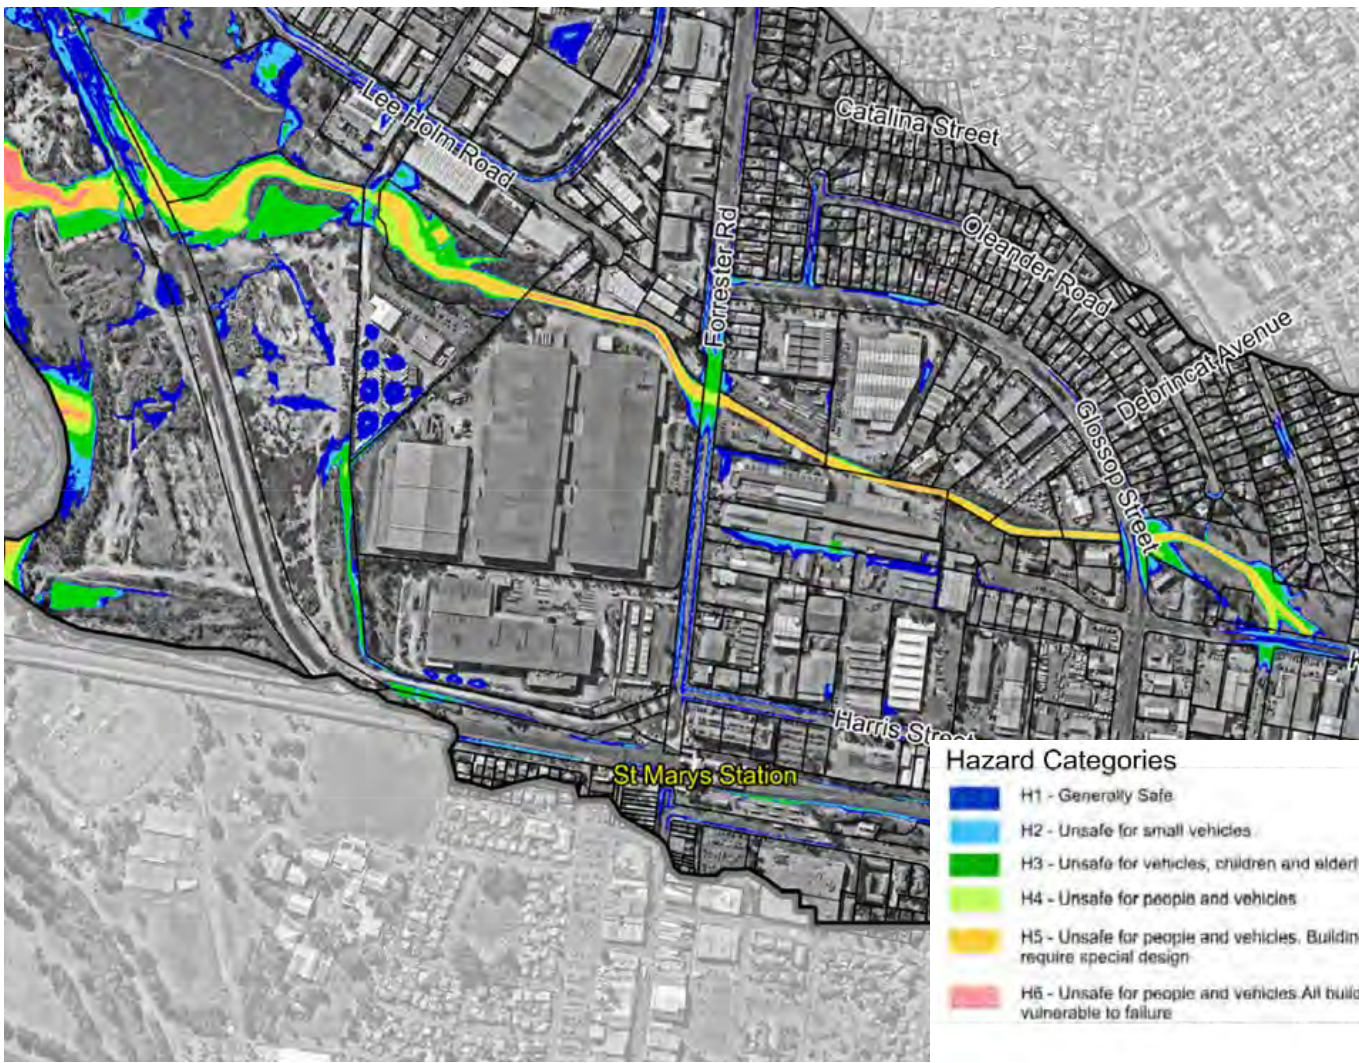 Catalina Street
Lee Holm Road
Oleander Road
Forrester Rd
Debrincat Avenue
Glossop Street
Harris Street
St Marys Station
Hazard Categories
H1 - Generally Safe
H2 - Unsafe for small vehicles
H3 - Unsafe for vehicles, children and elderl
H4 - Unsafe for people and vehicles
H5 - Unsafe for people and vehicles. Buildin
require special design
H6 - Unsafe for people and vehicles.All build
vulnerable to failure